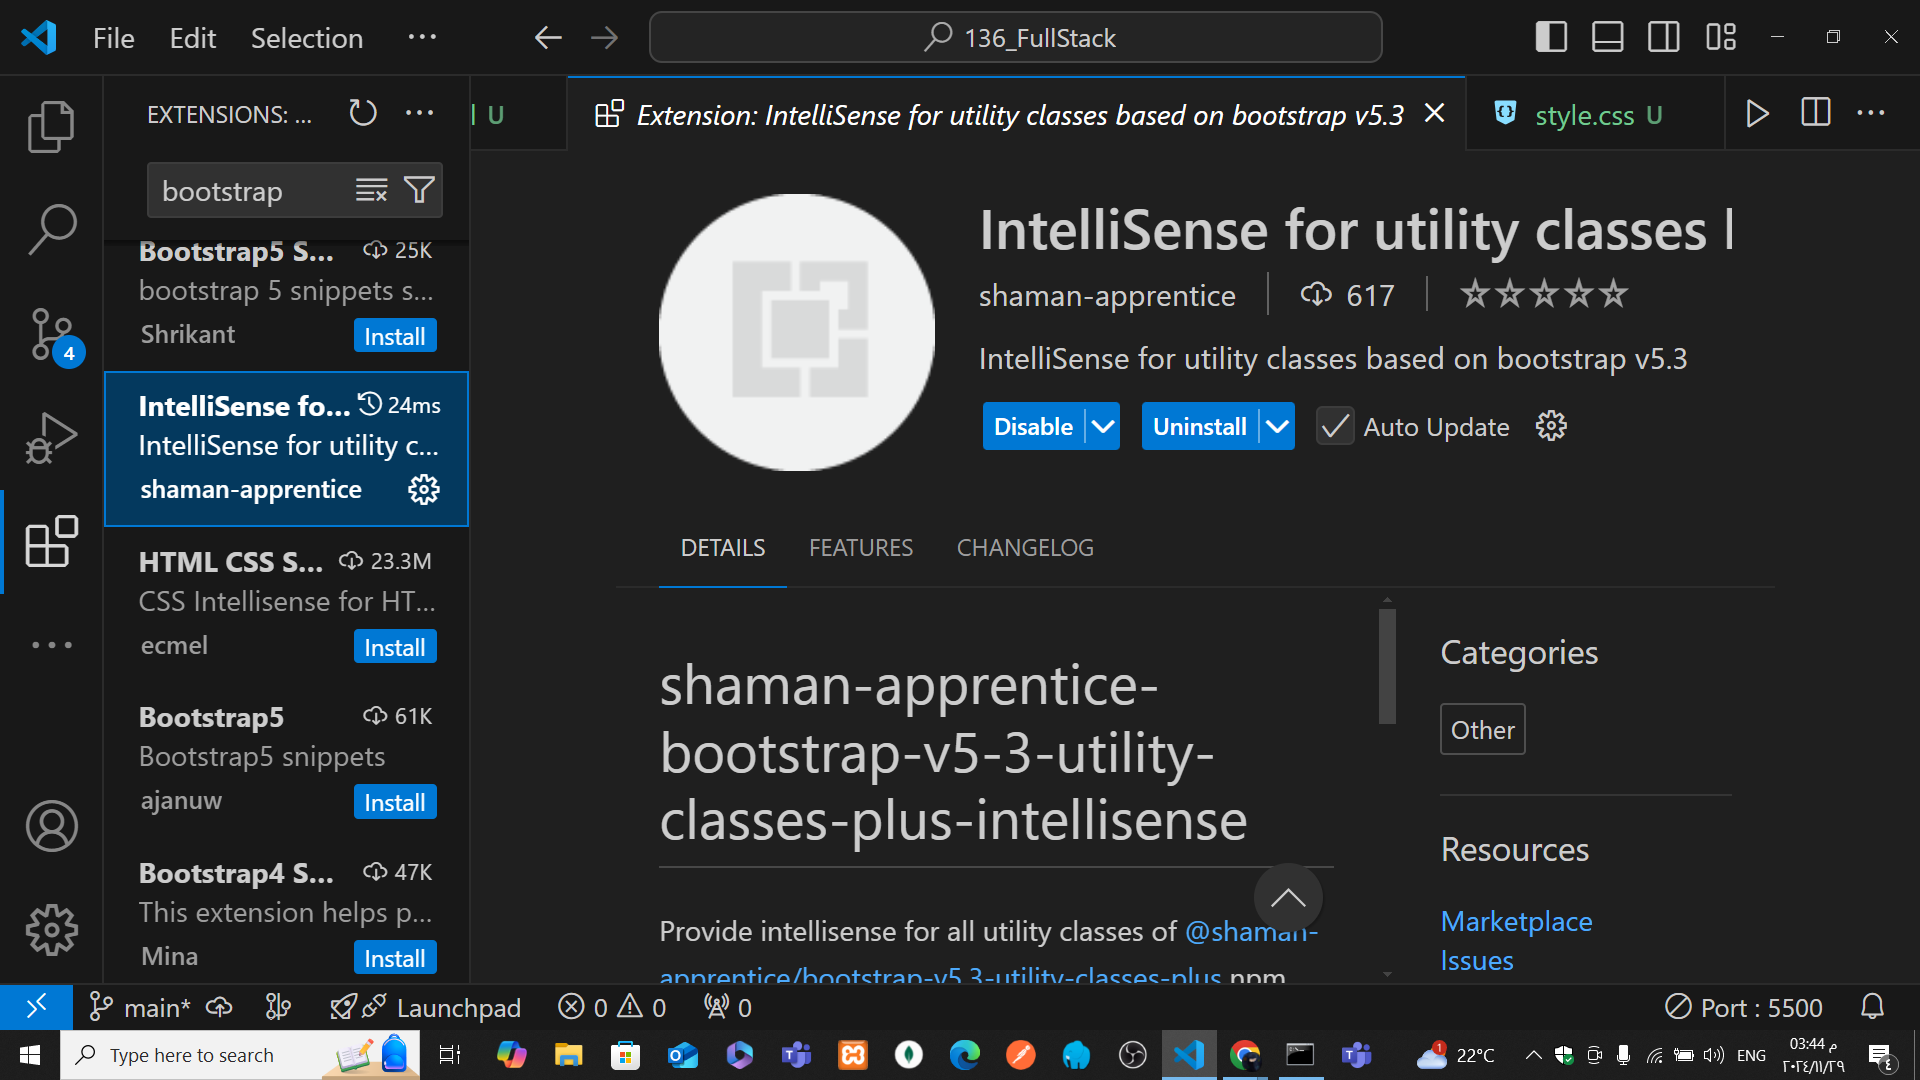 File Edit Selection ...
136_FullStack
EXTENSIONS: ...
U
Extension: IntelliSense for utility classes based on bootstrap v5.3
style.css U
bootstrap
Bootstrap5 S... 25K
bootstrap 5 snippets s...
Shrikant Install
IntelliSense fo... 24ms
IntelliSense for utility c...
shaman-apprentice
HTML CSS S... 23.3M
CSS Intellisense for HT...
ecmel Install
Bootstrap5 61K
Bootstrap5 snippets
ajanuw Install
Bootstrap4 S... 47K
This extension helps p...
Mina Install
IntelliSense for utility classes
shaman-apprentice 617
IntelliSense for utility classes based on bootstrap v5.3
Disable Uninstall Auto Update
DETAILS FEATURES CHANGELOG
shaman-apprentice-
bootstrap-v5-3-utility-
classes-plus-intellisense
Provide intellisense for all utility classes of @shaman-
apprentice/bootstrap-v5.3-utility-classes-plus npm
Categories
Other
Resources
Marketplace
Issues
4
main* Launchpad 0 0 0 Port : 5500
Type here to search
1 22°C ENG
03:44 م
٢٠٢٤/١١/٢٩
٤